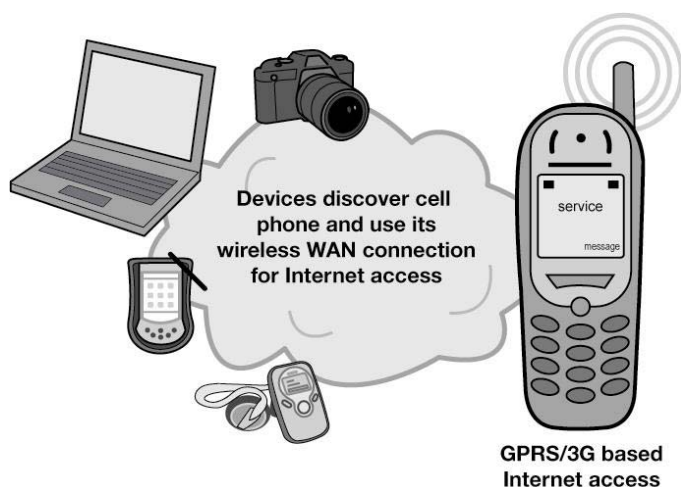 Devices discover cell
phone and use its
wireless WAN connection
for Internet access
service
message
GPRS/3G based
Internet access